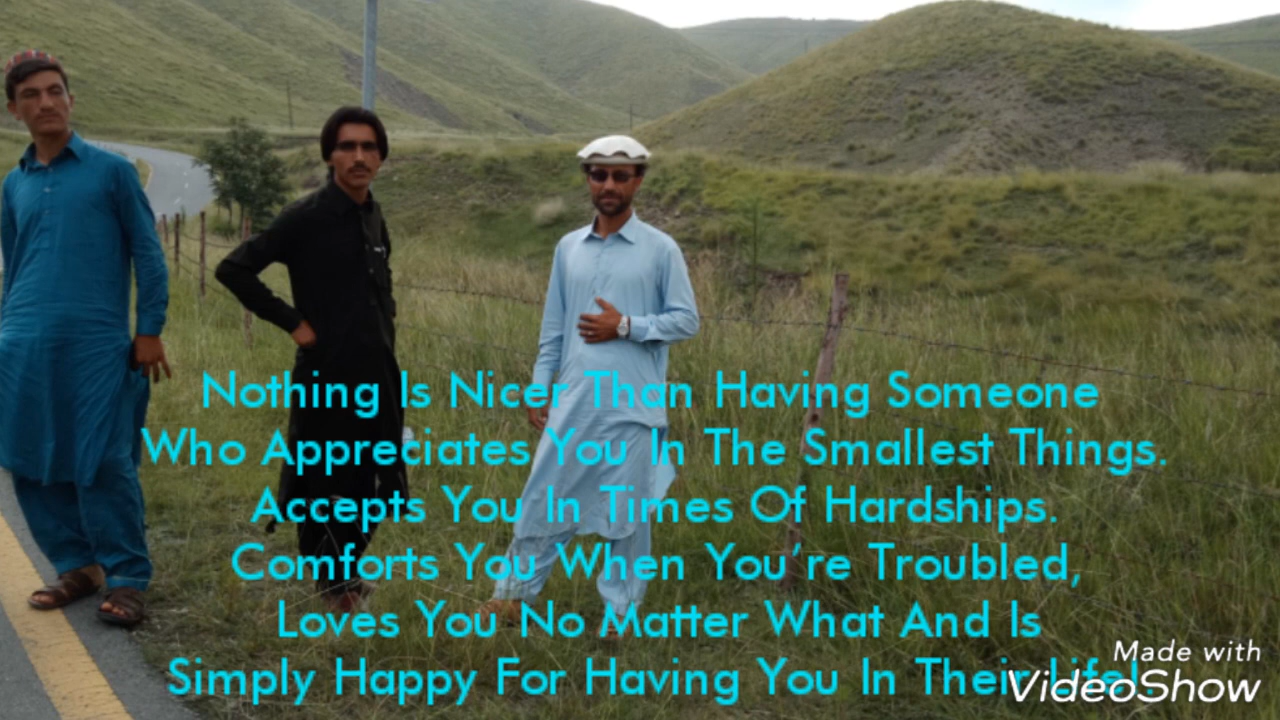 Nothing Is Nicer Than Having Someone
Who Appreciates You In The Smallest Things.
Accepts You In Times Of Hardships.
Comforts You When You're Troubled,
Loves You No Matter What And Is
Simply Happy For Having You In Their Life!
Made with
VideoShow